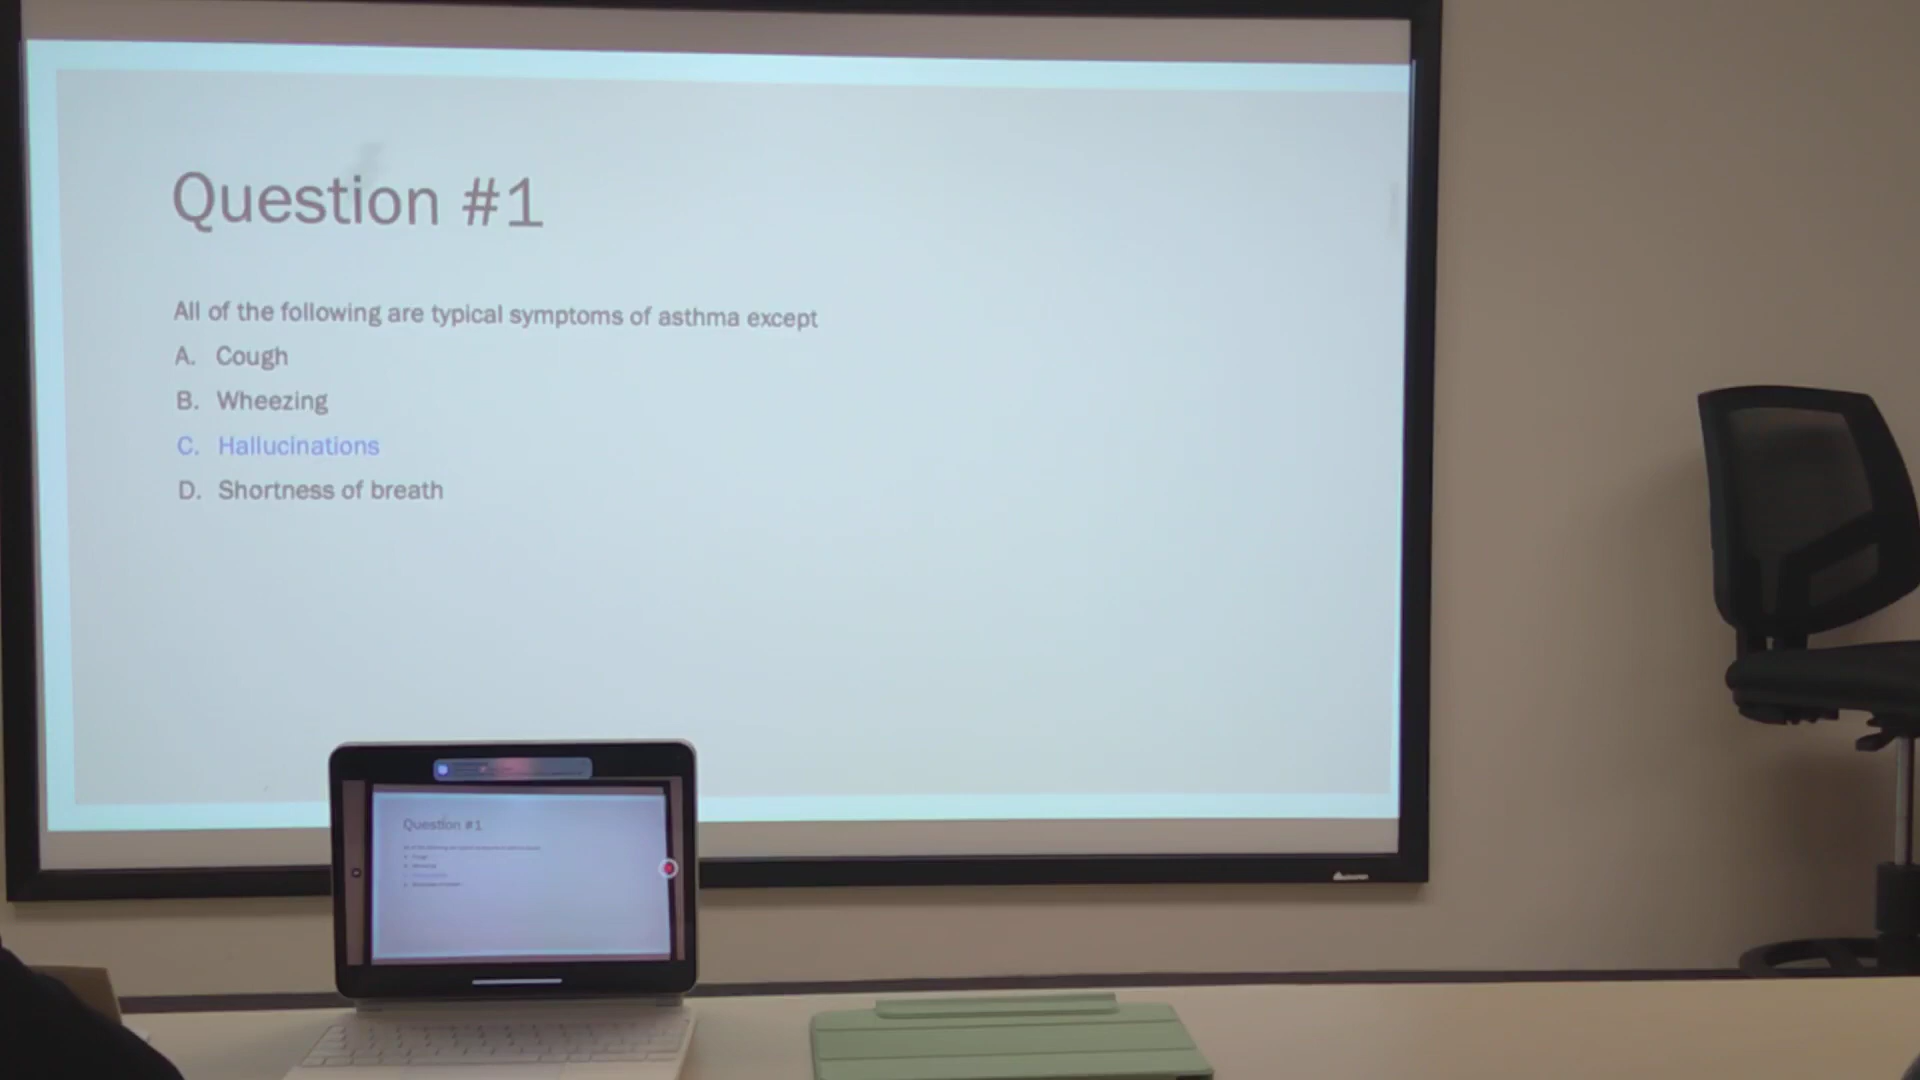 Question #1
All of the following are typical symptoms of asthma except
A. Cough
B. Wheezing
C. Hallucinations
D. Shortness of breath
Question #1